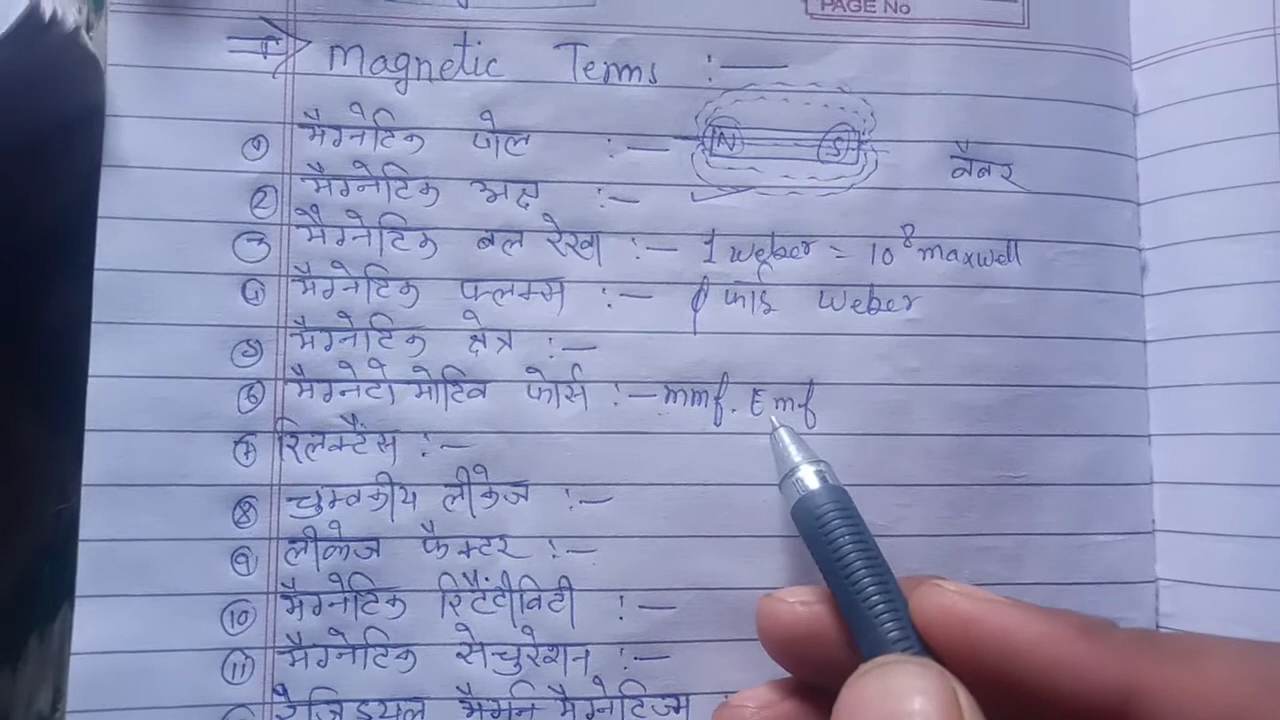 PAGE No
⇒ Magnetic Terms :—
① मैग्नेटिक पोल :— N S
वैबर
② मैग्नेटिक अक्ष :—
③ मैग्नेटिक बल रेखा :— 1 weber = 10⁸ maxwell
④ मैग्नेटिक फ्लक्स :— ϕ फाई weber
⑤ मैग्नेटिक क्षेत्र :—
⑥ मैग्नेटो मोटिव फोर्स :— mmf. Emf
⑦ रिलक्टैंस :—
⑧ चुम्बकीय लीकेज :—
⑨ लीकेज फैक्टर :—
⑩ मैग्नेटिक रिटैंटीविटी :—
⑪ मैग्नेटिक सेचुरेशन :—
रैजिड्यूल मैग्नेटिज्म